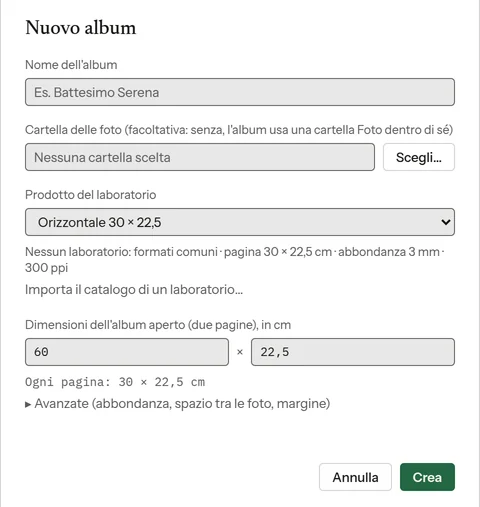 Nuovo album
Nome dell'album
Es. Battesimo Serena
Cartella delle foto (facoltativa: senza, l'album usa una cartella Foto dentro di sé)
Nessuna cartella scelta
Scegli…
Prodotto del laboratorio
Orizzontale 30 × 22,5
Nessun laboratorio: formati comuni · pagina 30 × 22,5 cm · abbondanza 3 mm ·
300 ppi
Importa il catalogo di un laboratorio…
Dimensioni dell'album aperto (due pagine), in cm
60 × 22,5
Ogni pagina: 30 × 22,5 cm
▸ Avanzate (abbondanza, spazio tra le foto, margine)
Annulla Crea